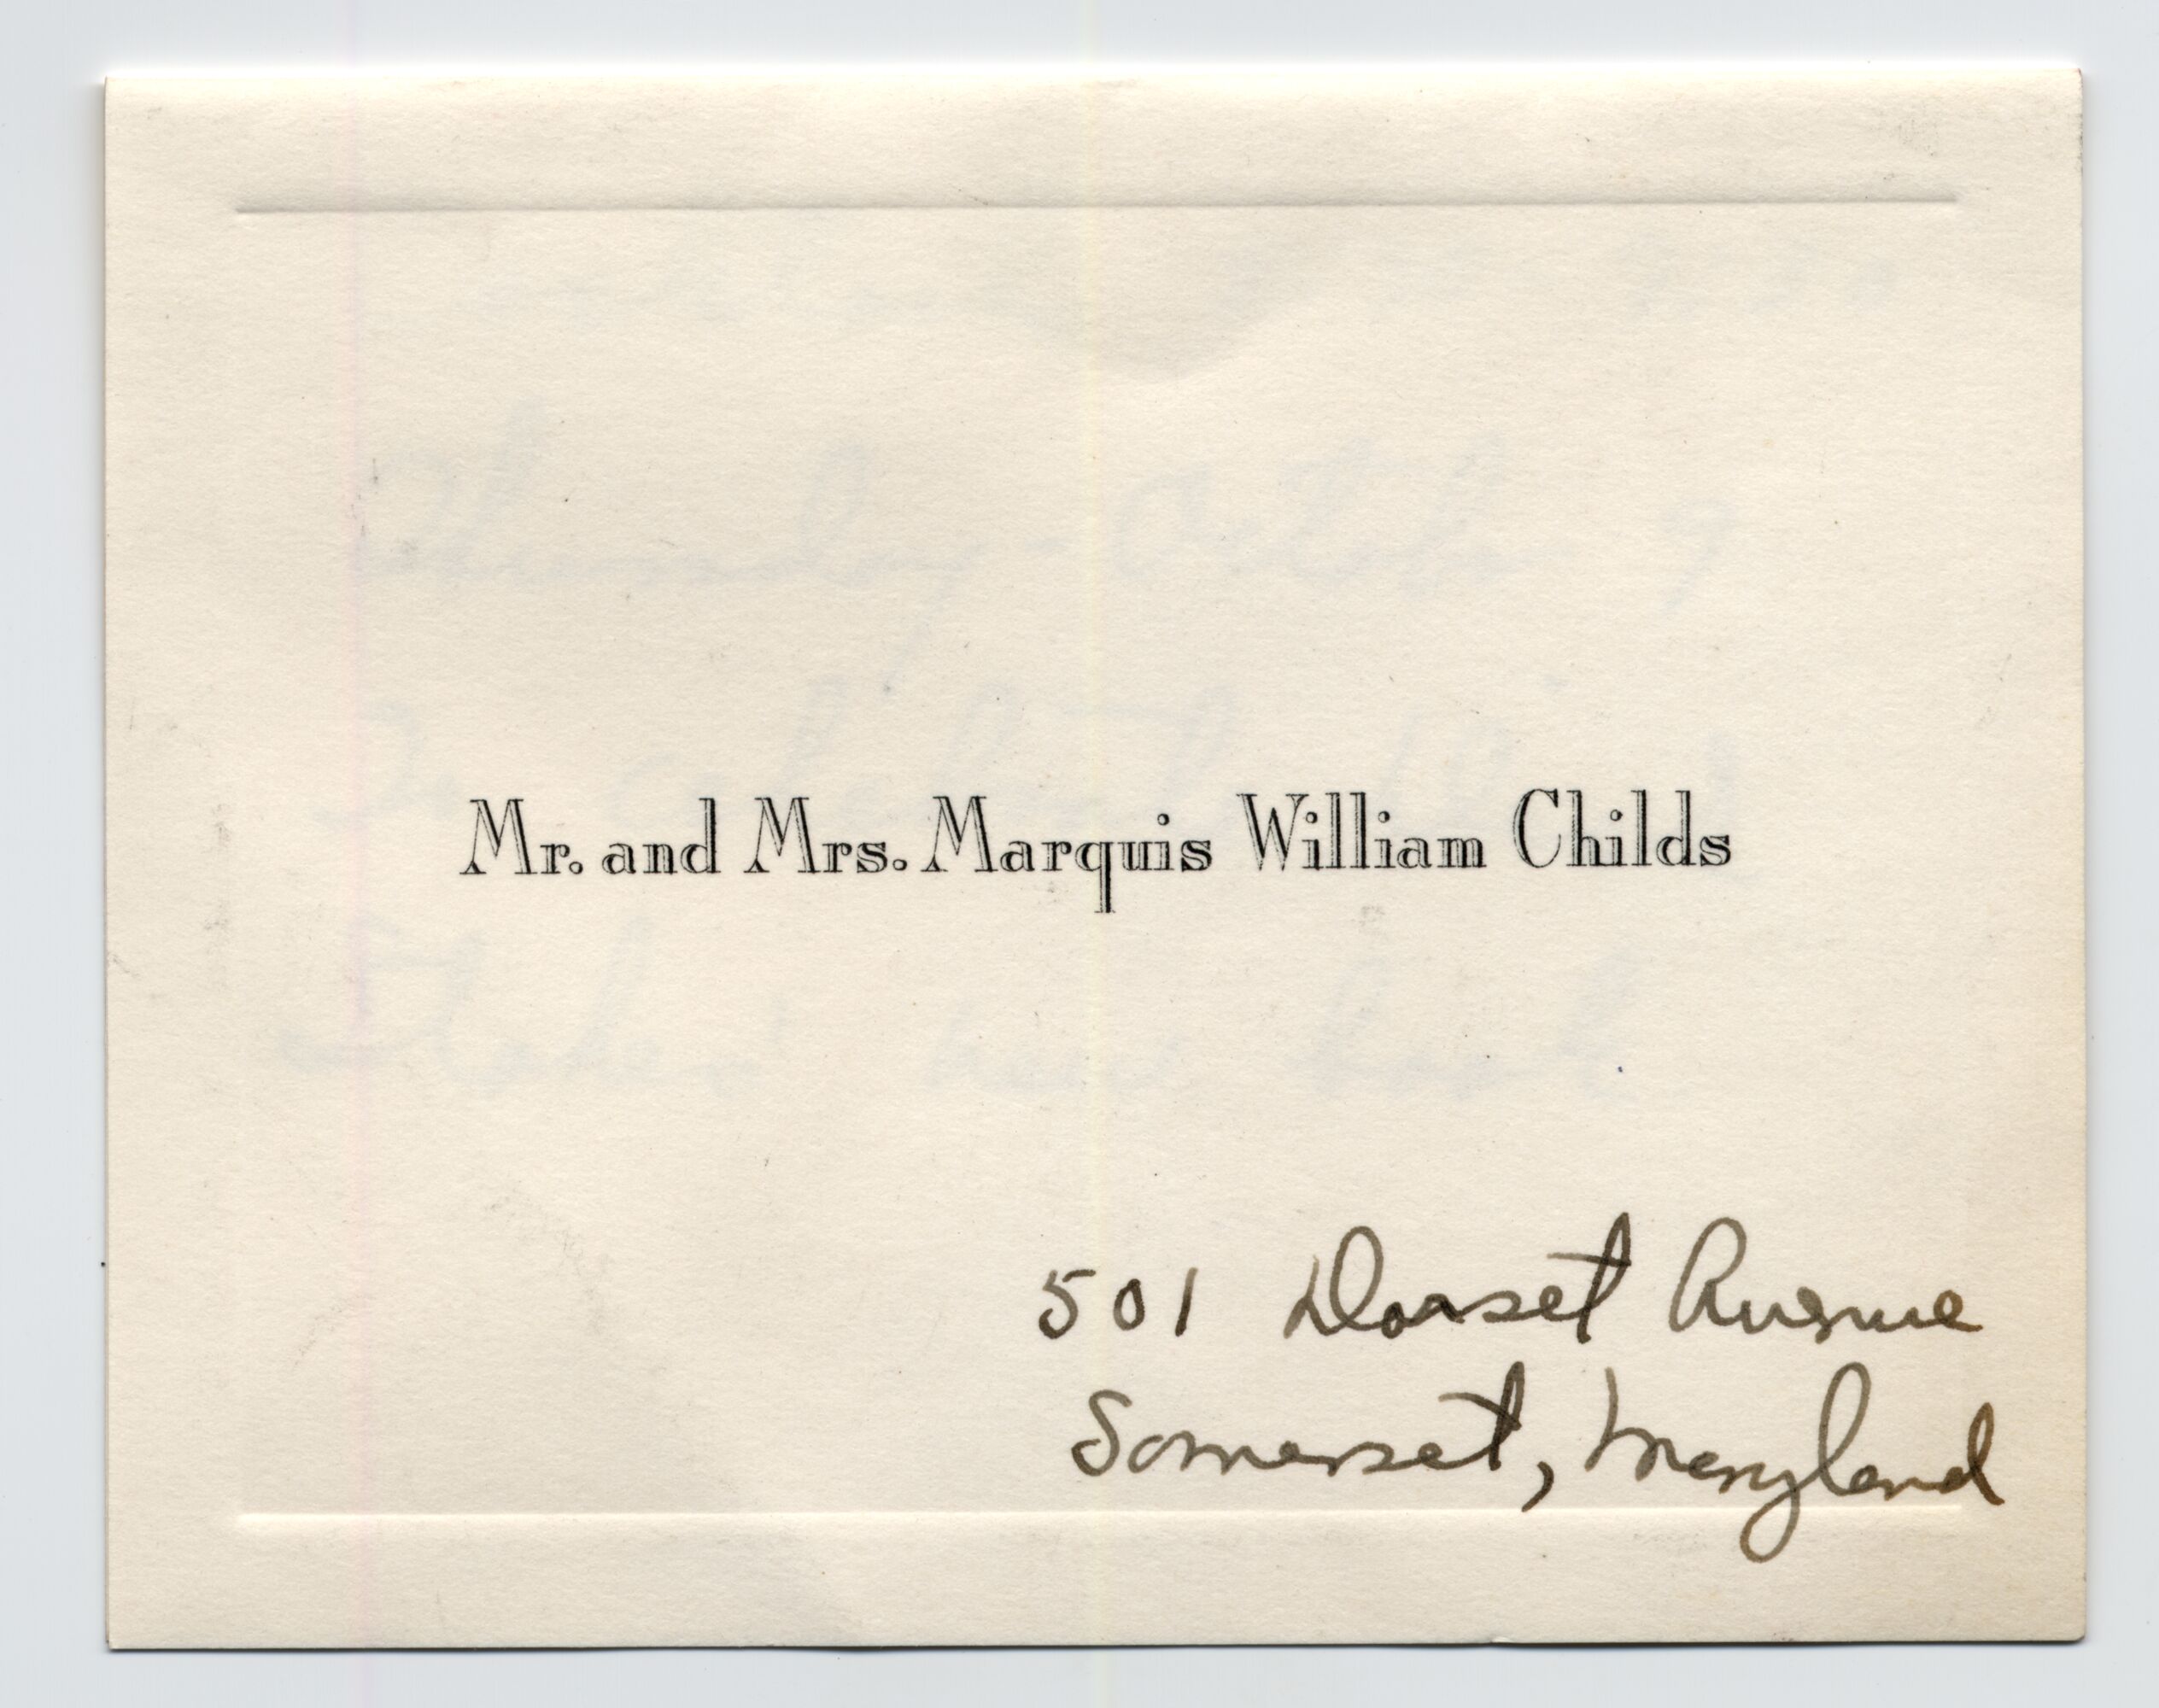 Mr. and Mrs. Marquis William Childs
501 Dorset Avenue
Somerset, Maryland